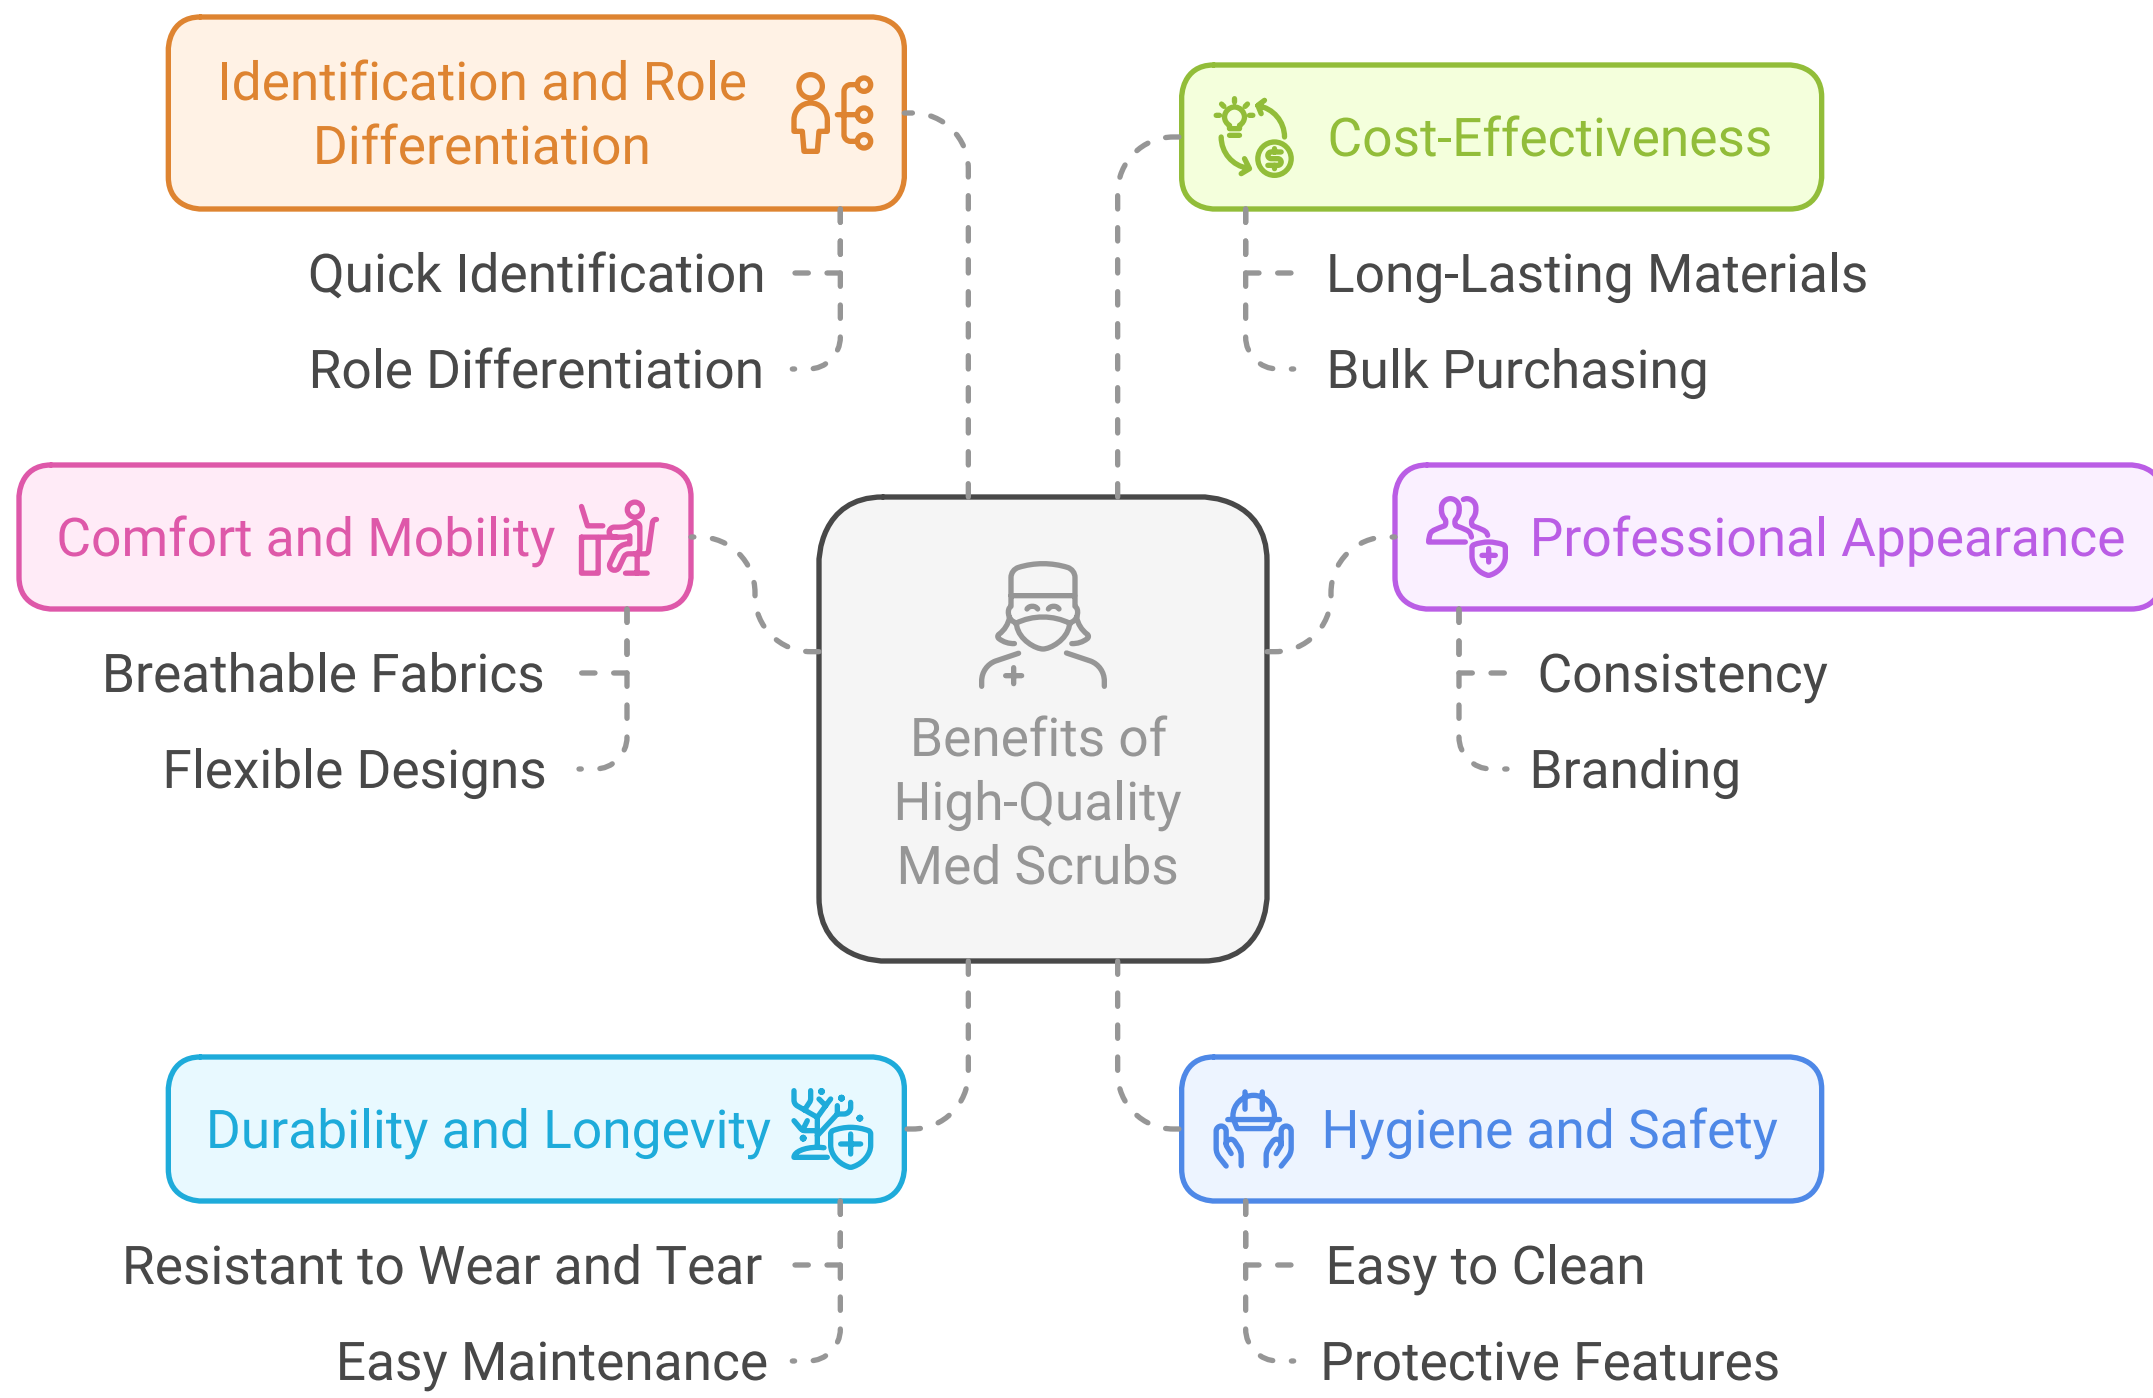 Identification and Role
Differentiation
Quick Identification
Role Differentiation
Cost-Effectiveness
Long-Lasting Materials
Bulk Purchasing
Comfort and Mobility
Breathable Fabrics
Flexible Designs
Benefits of
High-Quality
Med Scrubs
Professional Appearance
Consistency
Branding
Durability and Longevity
Resistant to Wear and Tear
Easy Maintenance
Hygiene and Safety
Easy to Clean
Protective Features